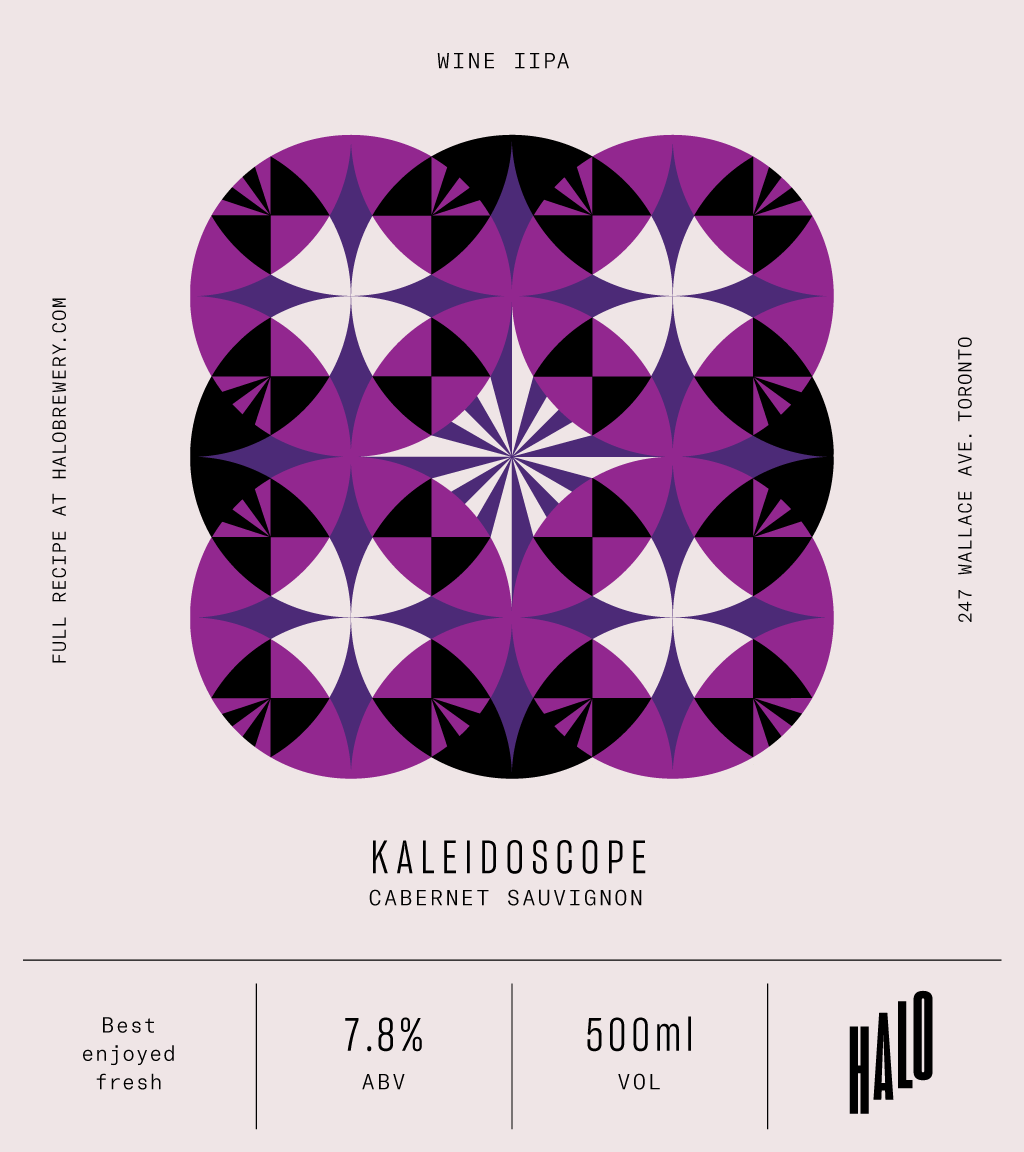 WINE IIPA
FULL RECIPE AT HALOBREWERY.COM
247 WALLACE AVE. TORONTO
KALEIDOSCOPE
CABERNET SAUVIGNON
Best
enjoyed
fresh
7.8%
ABV
500ml
VOL
HALO